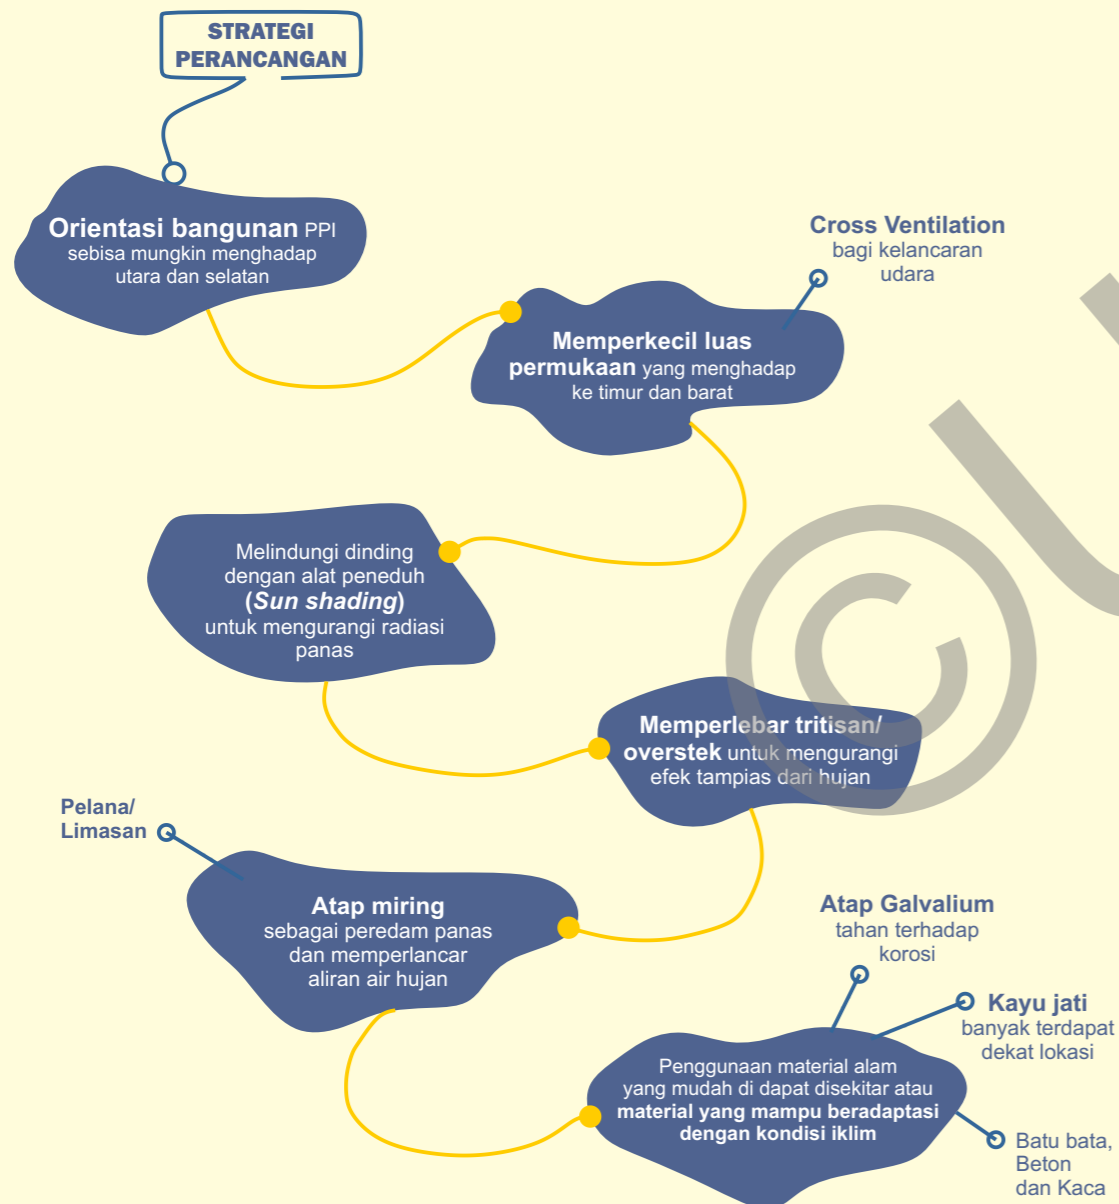 STRATEGI
PERANCANGAN
Orientasi bangunan PPI
sebisa mungkin menghadap
utara dan selatan
Cross Ventilation
bagi kelancaran
udara
Memperkecil luas
permukaan yang menghadap
ke timur dan barat
Melindungi dinding
dengan alat peneduh
(Sun shading)
untuk mengurangi radiasi
panas
Memperlebar tritisan/
overstek untuk mengurangi
efek tampias dari hujan
Pelana/
Limasan
Atap miring
sebagai peredam panas
dan memperlancar
aliran air hujan
Atap Galvalium
tahan terhadap
korosi
Kayu jati
banyak terdapat
dekat lokasi
Penggunaan material alam
yang mudah di dapat disekitar atau
material yang mampu beradaptasi
dengan kondisi iklim
Batu bata,
Beton
dan Kaca
©